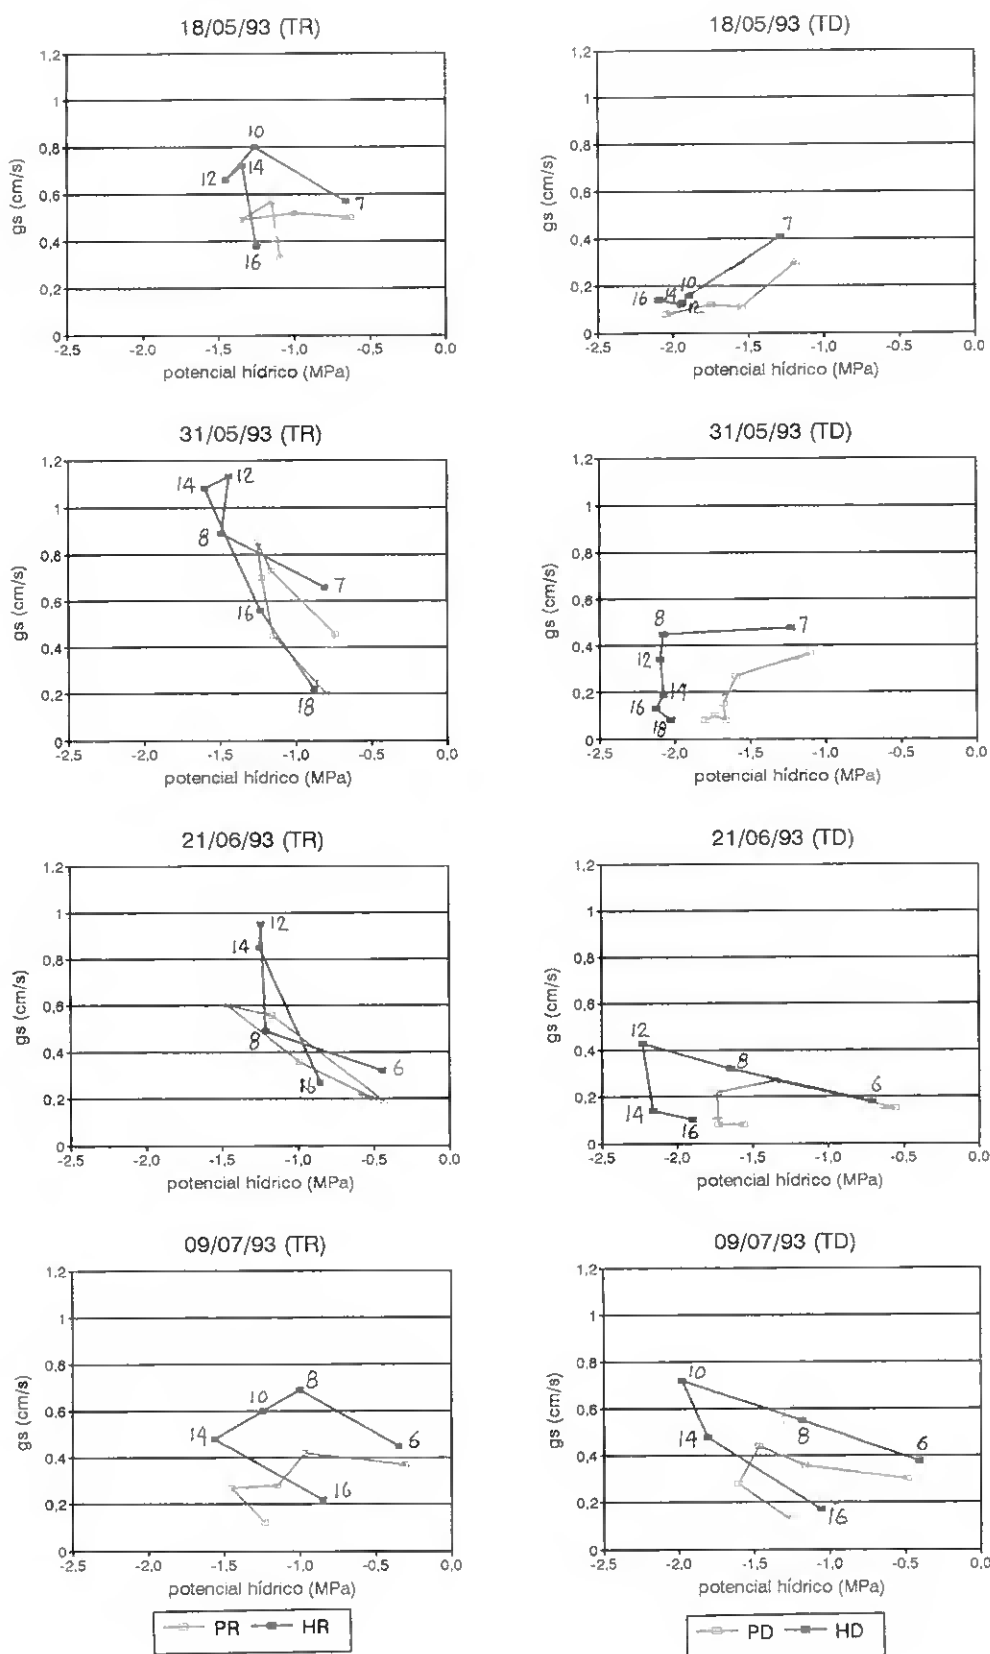 18/05/93 (TR)
1,2
1
0,8
0,6
0,4
0,2
0
gs (cm/s)
10
14
12
7
16
-2,5 -2,0 -1,5 -1,0 -0,5 0,0
potencial hídrico (MPa)
18/05/93 (TD)
1,2
1
0,8
0,6
0,4
0,2
0
gs (cm/s)
7
10
16 14
12
-2,5 -2,0 -1,5 -1,0 -0,5 0,0
potencial hídrico (MPa)
31/05/93 (TR)
1,2
1
0,8
0,6
0,4
0,2
0
gs (cm/s)
12
14
8
7
16
18
-2,5 -2,0 -1,5 -1,0 -0,5 0,0
potencial hídrico (MPa)
31/05/93 (TD)
1,2
1
0,8
0,6
0,4
0,2
0
gs (cm/s)
8
7
12
14
16
18
-2,5 -2,0 -1,5 -1,0 -0,5 0,0
potencial hídrico (MPa)
21/06/93 (TR)
1,2
1
0,8
0,6
0,4
0,2
0
gs (cm/s)
12
14
8
6
16
-2,5 -2,0 -1,5 -1,0 -0,5 0,0
potencial hídrico (MPa)
21/06/93 (TD)
1,2
1
0,8
0,6
0,4
0,2
0
gs (cm/s)
12
8
6
14
16
-2,5 -2,0 -1,5 -1,0 -0,5 0,0
potencial hídrico (MPa)
09/07/93 (TR)
1,2
1
0,8
0,6
0,4
0,2
0
gs (cm/s)
8
10
14
6
16
-2,5 -2,0 -1,5 -1,0 -0,5 0,0
potencial hídrico (MPa)
PR HR
09/07/93 (TD)
1,2
1
0,8
0,6
0,4
0,2
0
gs (cm/s)
10
8
14
6
16
-2,5 -2,0 -1,5 -1,0 -0,5 0,0
potencial hídrico (MPa)
PD HD